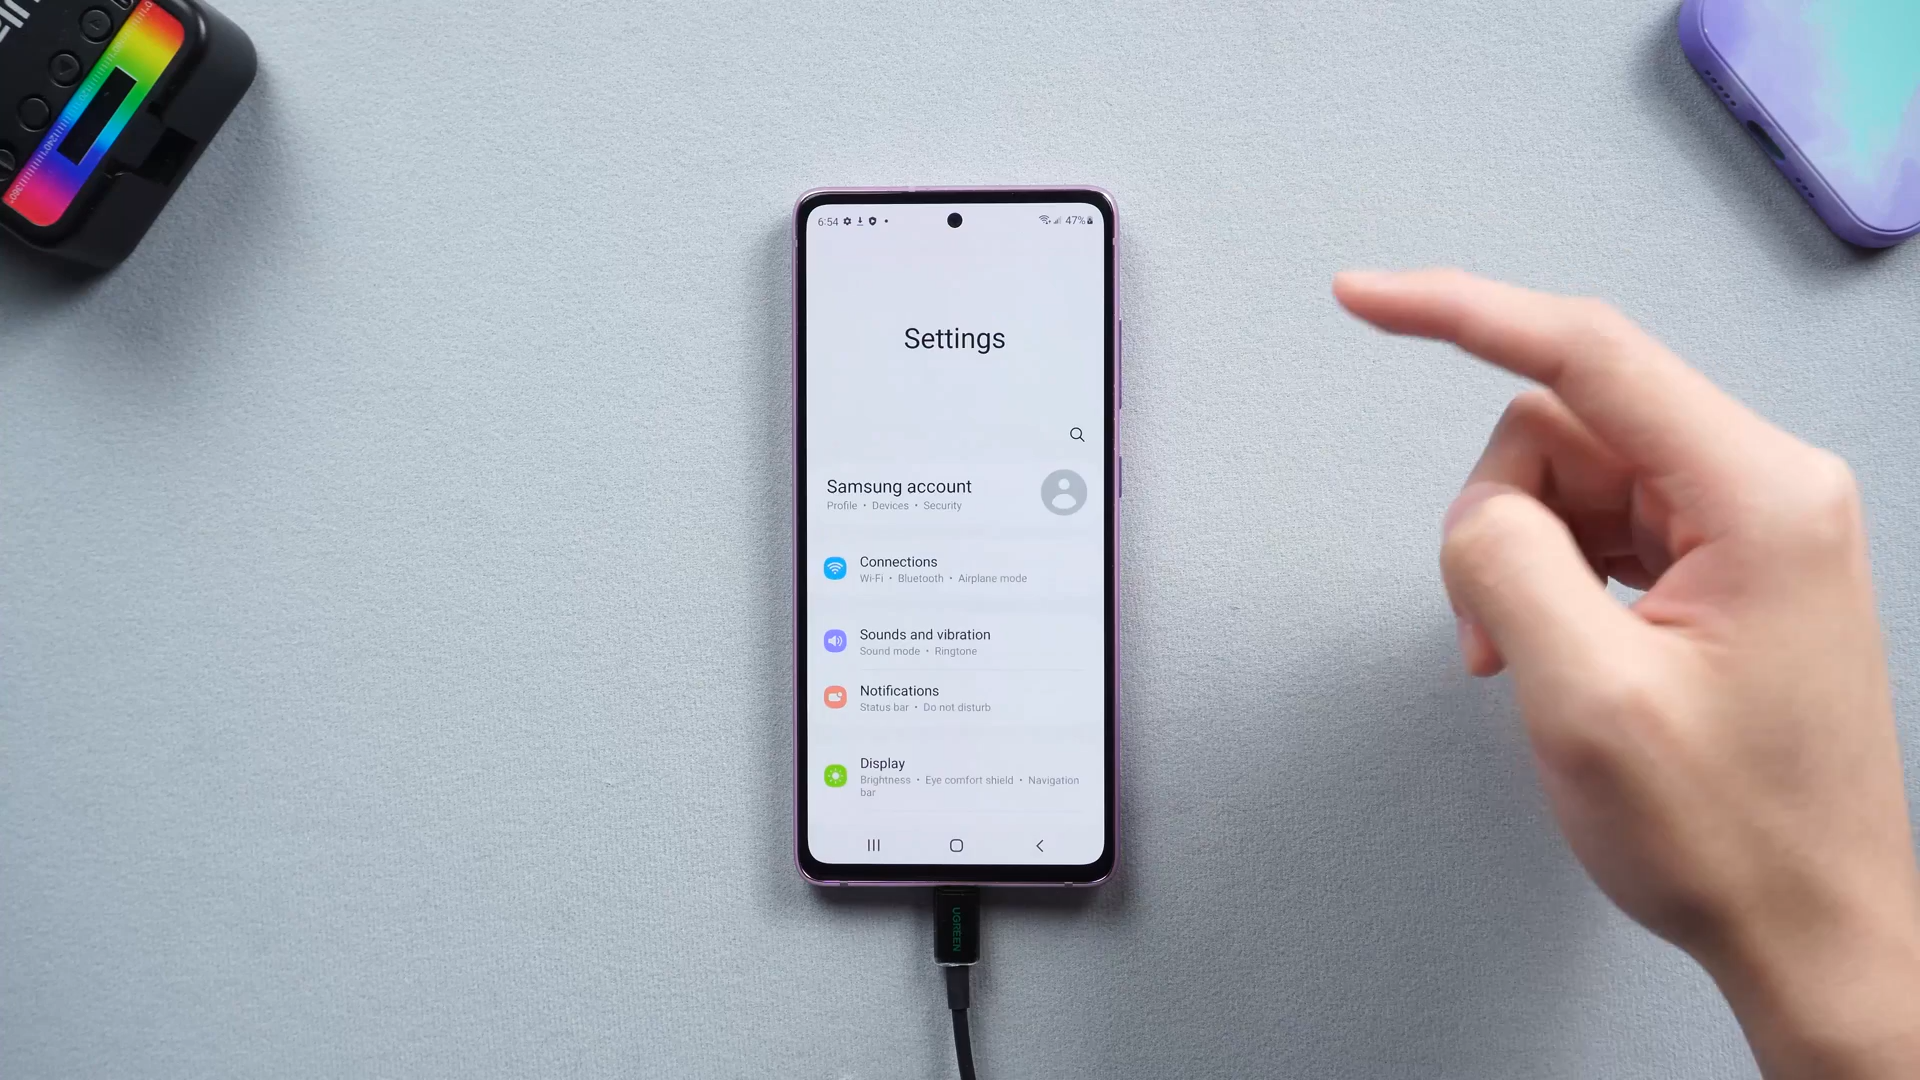 6:54
47%
Settings
Samsung account
Profile • Devices • Security
Connections
Wi-Fi • Bluetooth • Airplane mode
Sounds and vibration
Sound mode • Ringtone
Notifications
Status bar • Do not disturb
Display
Brightness • Eye comfort shield • Navigation
bar
UGREEN